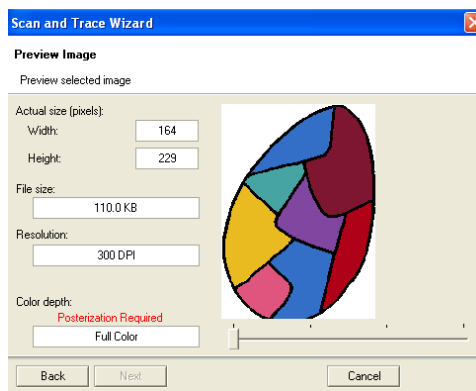 Scan and Trace Wizard
Preview Image
Preview selected image
Actual size (pixels):
Width: 164
Height: 229
File size:
110.0 KB
Resolution:
300 DPI
Color depth:
Posterization Required
Full Color
Back Next Cancel